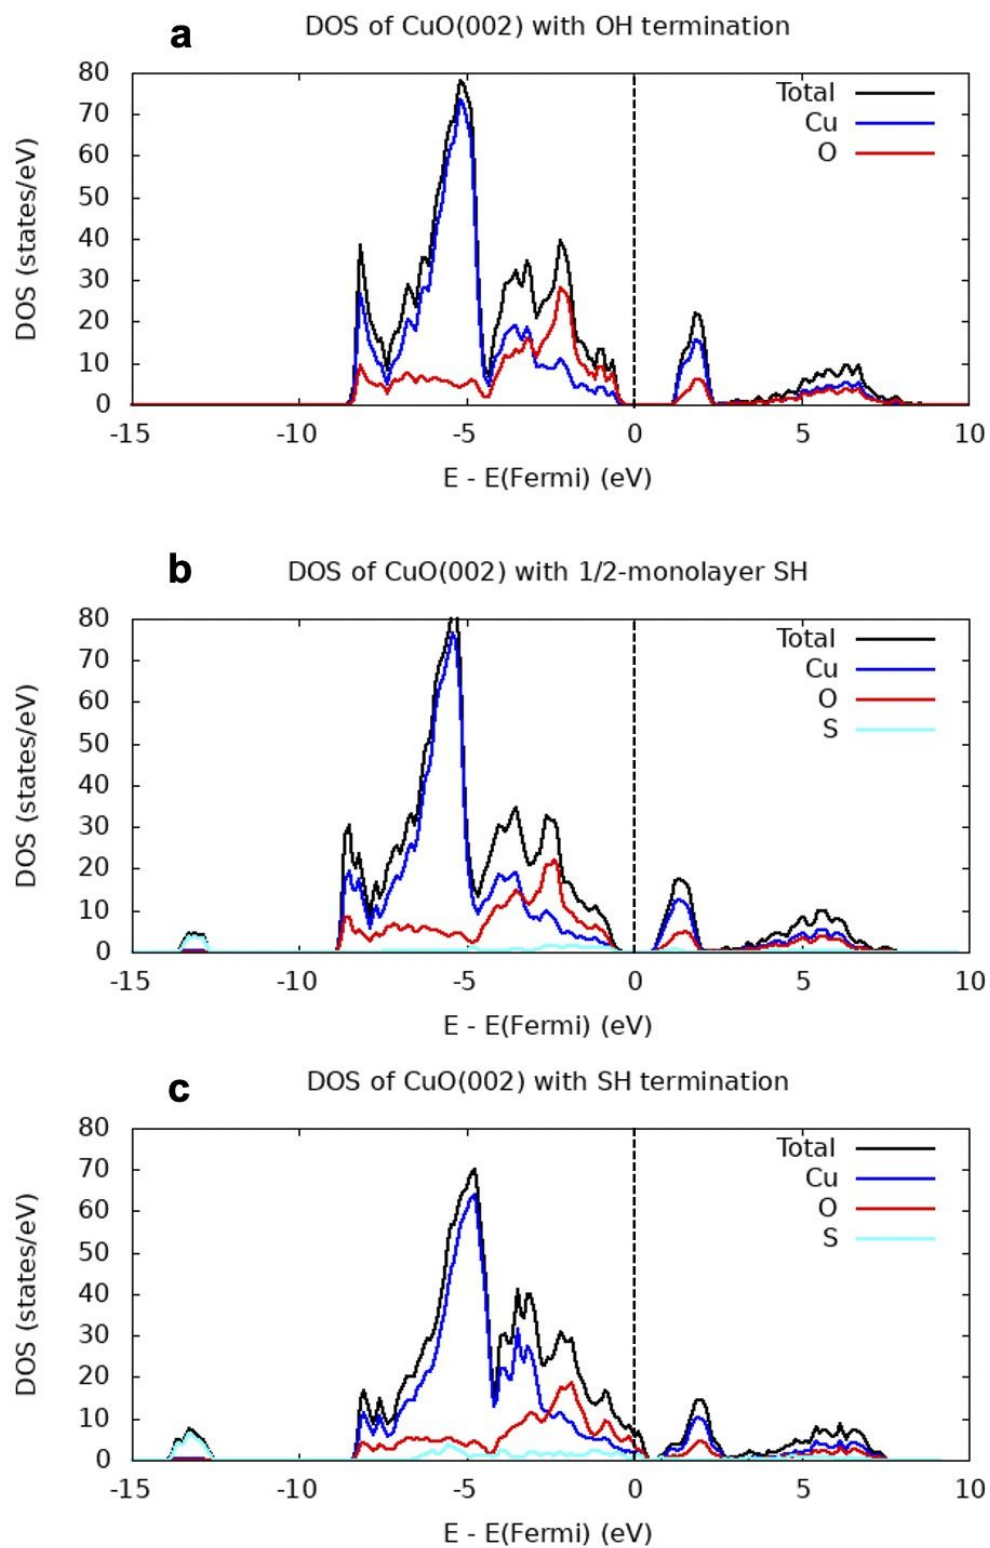 a
DOS of CuO(002) with OH termination
80
70
60
50
40
30
20
10
0
DOS (states/eV)
Total
Cu
O
-15 -10 -5 0 5 10
E - E(Fermi) (eV)
b
DOS of CuO(002) with 1/2-monolayer SH
80
70
60
50
40
30
20
10
0
DOS (states/eV)
Total
Cu
O
S
-15 -10 -5 0 5 10
E - E(Fermi) (eV)
c
DOS of CuO(002) with SH termination
80
70
60
50
40
30
20
10
0
DOS (states/eV)
Total
Cu
O
S
-15 -10 -5 0 5 10
E - E(Fermi) (eV)